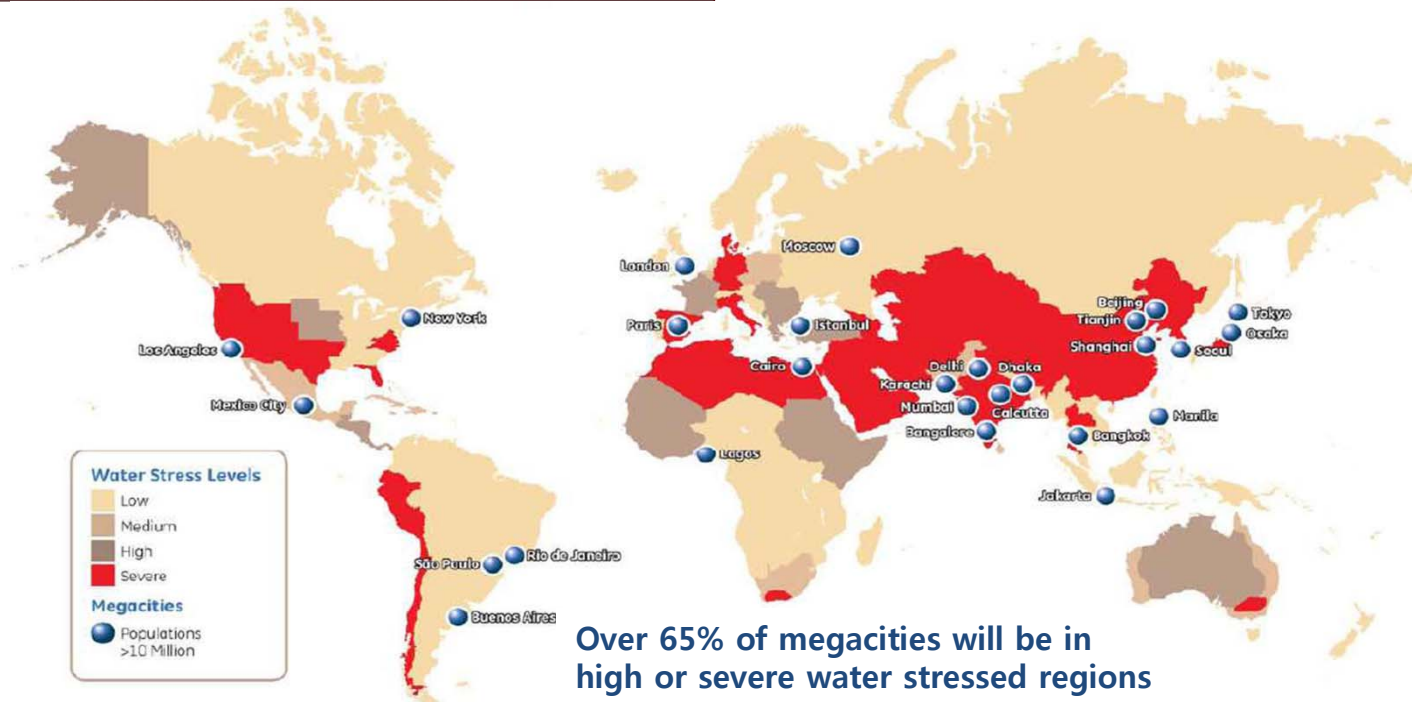 Moscow
London
Beijing
Tianjin
Tokyo
Osaka
New York
Paris
Istanbul
Shanghai
Seoul
Los Angeles
Cairo
Delhi
Dhaka
Karachi
Mexico City
Mumbai
Calcutta
Manila
Bangalore
Bangkok
Lagos
Water Stress Levels
Low
Medium
High
Severe
Megacities
Populations
>10 Million
Jakarta
São Paulo
Rio de Janeiro
Buenos Aires
Over 65% of megacities will be in
high or severe water stressed regions